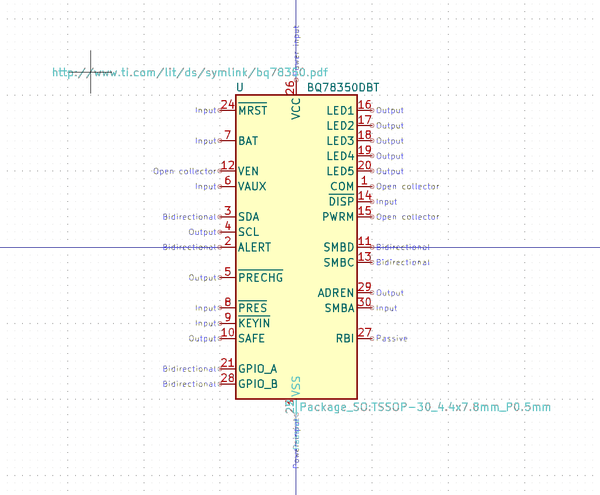 Power input
http://www.ti.com/lit/ds/symlink/bq78350.pdf
U BQ78350DBT
26
VCC
Input 24 MRST LED1 16 Output
LED2 17 Output
Input 7 BAT LED3 18 Output
LED4 19 Output
Open collector 12 VEN LED5 20 Output
Input 6 VAUX COM 1 Open collector
DISP 14 Input
Bidirectional 3 SDA PWRM 15 Open collector
Output 4 SCL
Bidirectional 2 ALERT SMBD 11 Bidirectional
SMBC 13 Bidirectional
Output 5 PRECHG
ADREN 29 Output
Input 8 PRES SMBA 30 Input
Input 9 KEYIN
Output 10 SAFE RBI 27 Passive
Bidirectional 21 GPIO_A
Bidirectional 28 GPIO_B
VSS
Package_SO:TSSOP-30_4.4x7.8mm_P0.5mm
Power input